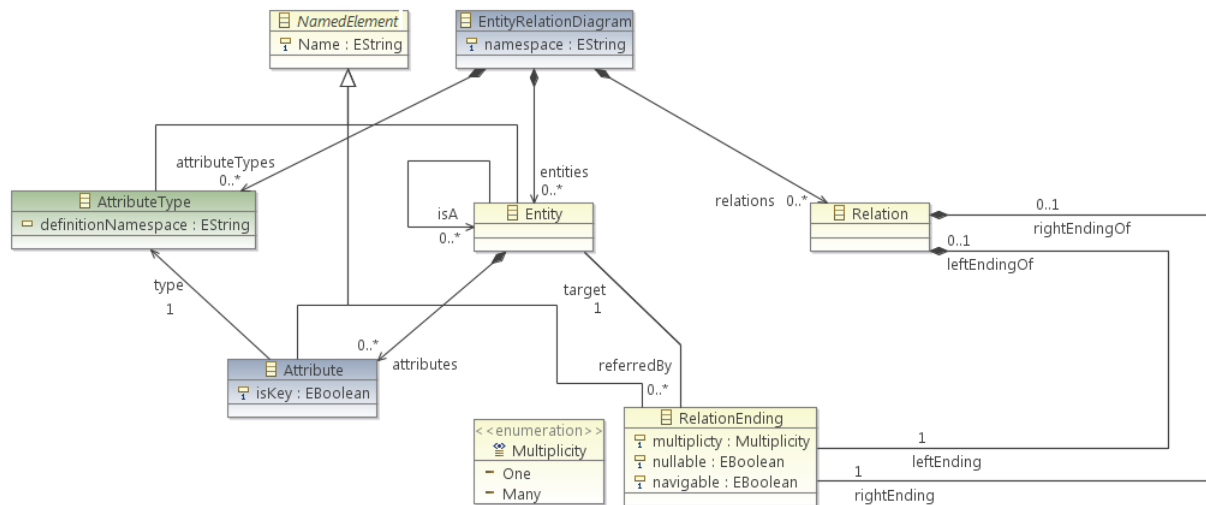 NamedElement
Name : EString
EntityRelationDiagram
namespace : EString
attributeTypes
0..*
entities
0..*
relations 0..*
AttributeType
definitionNamespace : EString
isA
0..*
Entity
Relation
0..1
rightEndingOf
0..1
leftEndingOf
type
1
target
1
0..*
attributes
referredBy
0..*
Attribute
isKey : EBoolean
<<enumeration>>
Multiplicity
One
Many
RelationEnding
multiplicty : Multiplicity
nullable : EBoolean
navigable : EBoolean
1
leftEnding
1
rightEnding